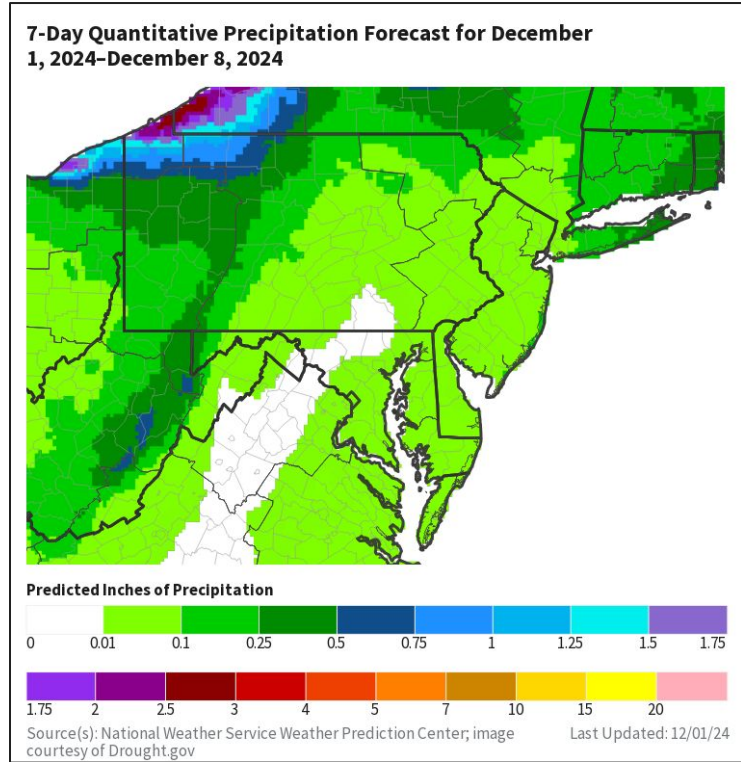 7-Day Quantitative Precipitation Forecast for December
1, 2024–December 8, 2024
Predicted Inches of Precipitation
0 0.01 0.1 0.25 0.5 0.75 1 1.25 1.5 1.75
1.75 2 2.5 3 4 5 7 10 15 20
Source(s): National Weather Service Weather Prediction Center; image Last Updated: 12/01/24
courtesy of Drought.gov